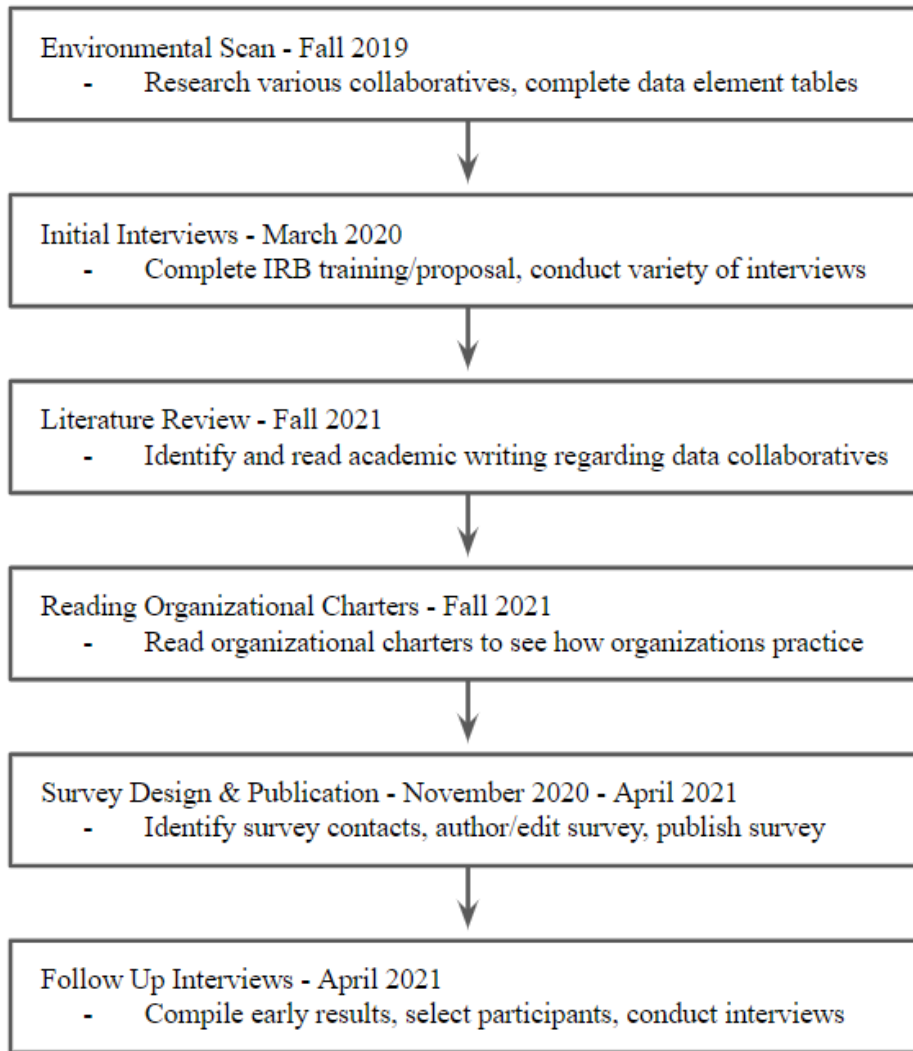 Environmental Scan - Fall 2019
- Research various collaboratives, complete data element tables
Initial Interviews - March 2020
- Complete IRB training/proposal, conduct variety of interviews
Literature Review - Fall 2021
- Identify and read academic writing regarding data collaboratives
Reading Organizational Charters - Fall 2021
- Read organizational charters to see how organizations practice
Survey Design & Publication - November 2020 - April 2021
- Identify survey contacts, author/edit survey, publish survey
Follow Up Interviews - April 2021
- Compile early results, select participants, conduct interviews